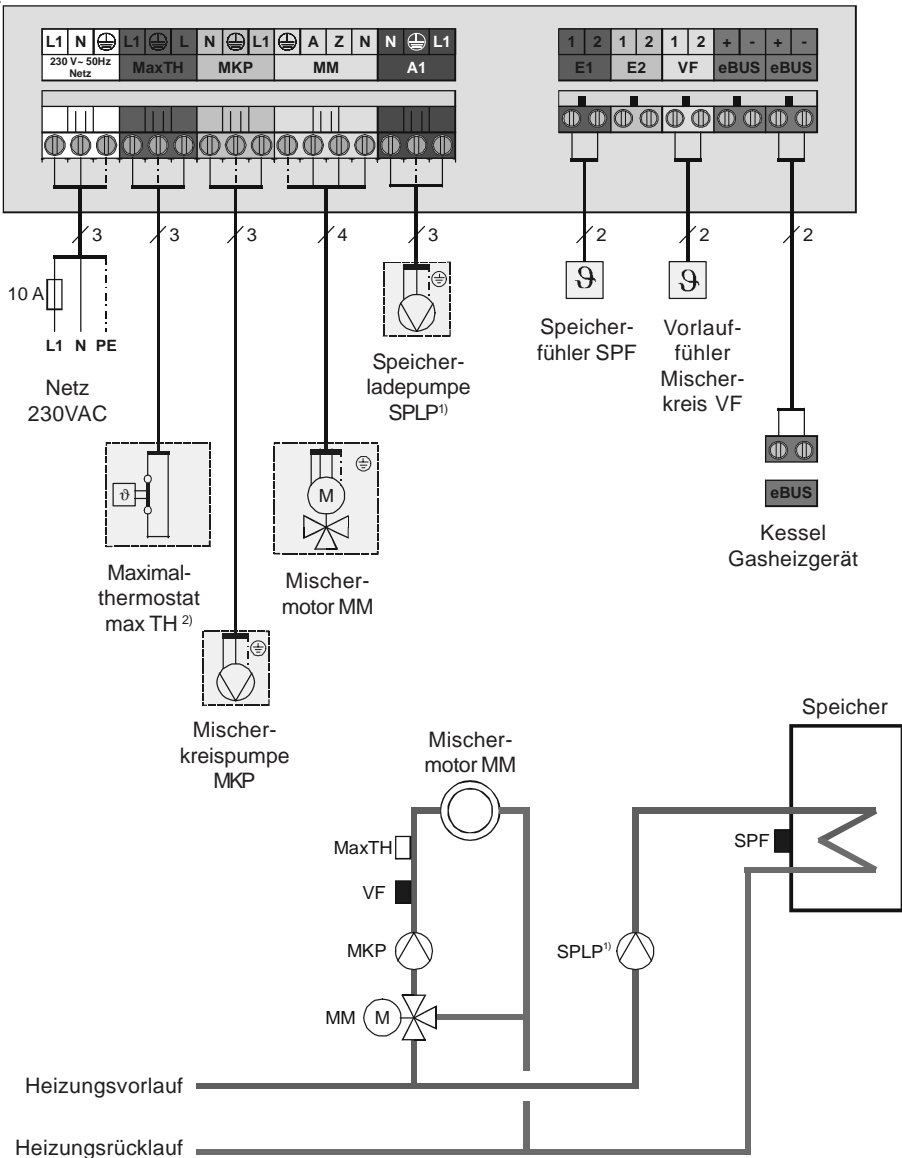 L1 N L1 L N L1 A Z N N L1
230 V~ 50Hz
Netz
MaxTH MKP MM A1
1 2 1 2 1 2 + - + -
E1 E2 VF eBUS eBUS
3 3 3 4 3 2 2 2
10 A
L1 N PE
Netz
230VAC
ϑ
Maximal-
thermostat
max TH 2)
Mischer-
kreispumpe
MKP
M
Mischer-
motor MM
Speicher-
ladepumpe
SPLP1)
ϑ
Speicher-
fühler SPF
ϑ
Vorlauf-
fühler
Mischer-
kreis VF
eBUS
Kessel
Gasheizgerät
Speicher
Mischer-
motor MM
MaxTH
SPF
VF
MKP
SPLP1)
MM M
Heizungsvorlauf
Heizungsrücklauf